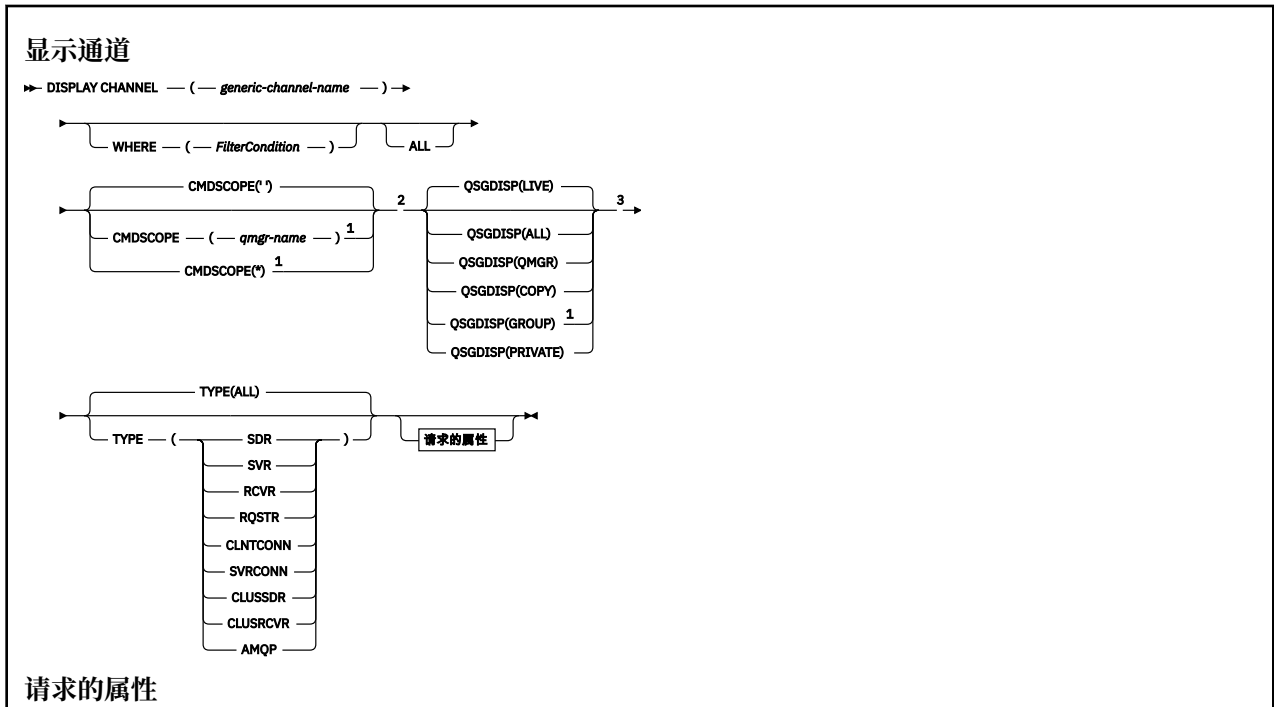 显示通道
DISPLAY CHANNEL ( generic-channel-name )
WHERE ( FilterCondition ) ALL
CMDSCOPE(' ') 2 QSGDISP(LIVE) 3
CMDSCOPE ( qmgr-name ) 1 QSGDISP(ALL)
CMDSCOPE(*) 1 QSGDISP(QMGR)
QSGDISP(COPY)
QSGDISP(GROUP) 1
QSGDISP(PRIVATE)
TYPE(ALL)
TYPE ( SDR ) 请求的属性
SVR
RCVR
RQSTR
CLNTCONN
SVRCONN
CLUSSDR
CLUSRCVR
AMQP
请求的属性